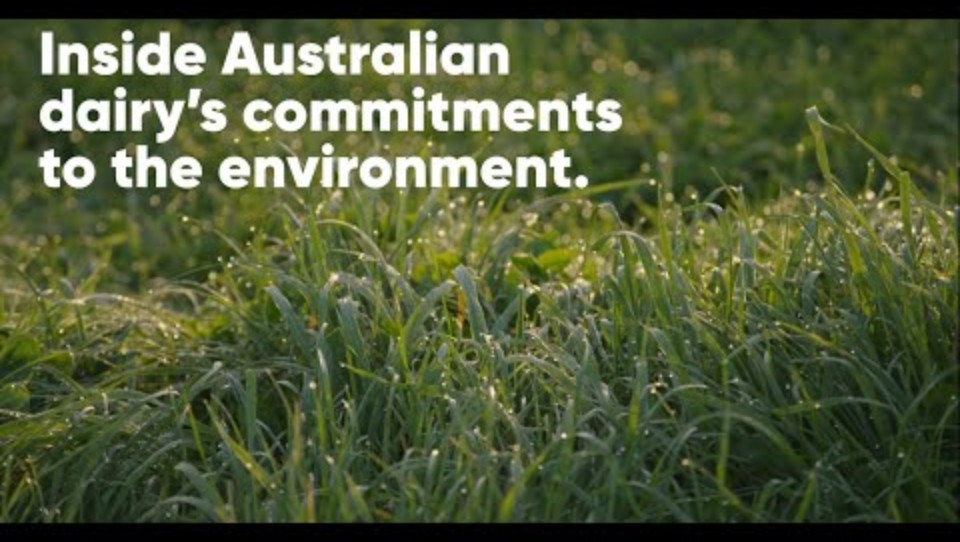 Inside Australian
dairy’s commitments
to the environment.